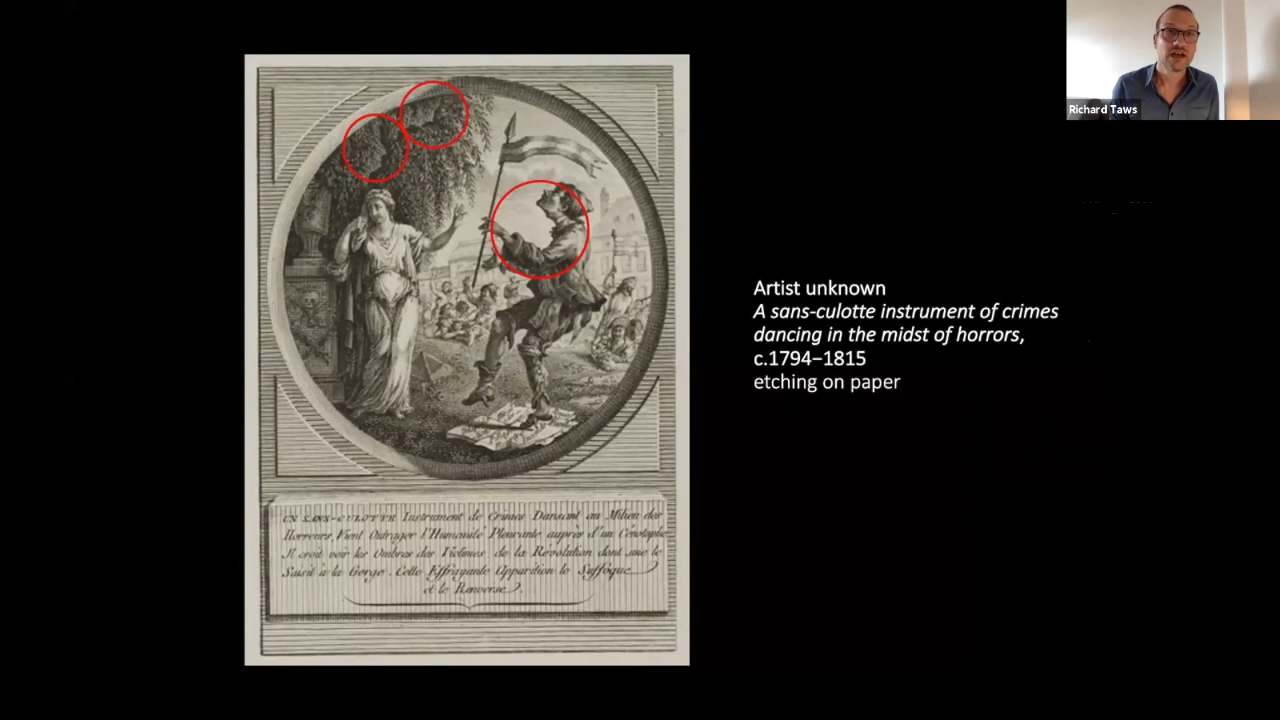 Richard Taws
Artist unknown
A sans-culotte instrument of crimes
dancing in the midst of horrors,
c.1794–1815
etching on paper
UN SANS-CULOTTE Instrument de Crimes Dansant au Milieu des
Horreurs, Vient Outrager l'Humanité Pleurante auprès d'un Cénotaphe
Il croit voir les Ombres des Victimes de la Revolution dont une le
Saisit à la Gorge. Cette Effrayante Apparition le Suffoque
et le Renverse.